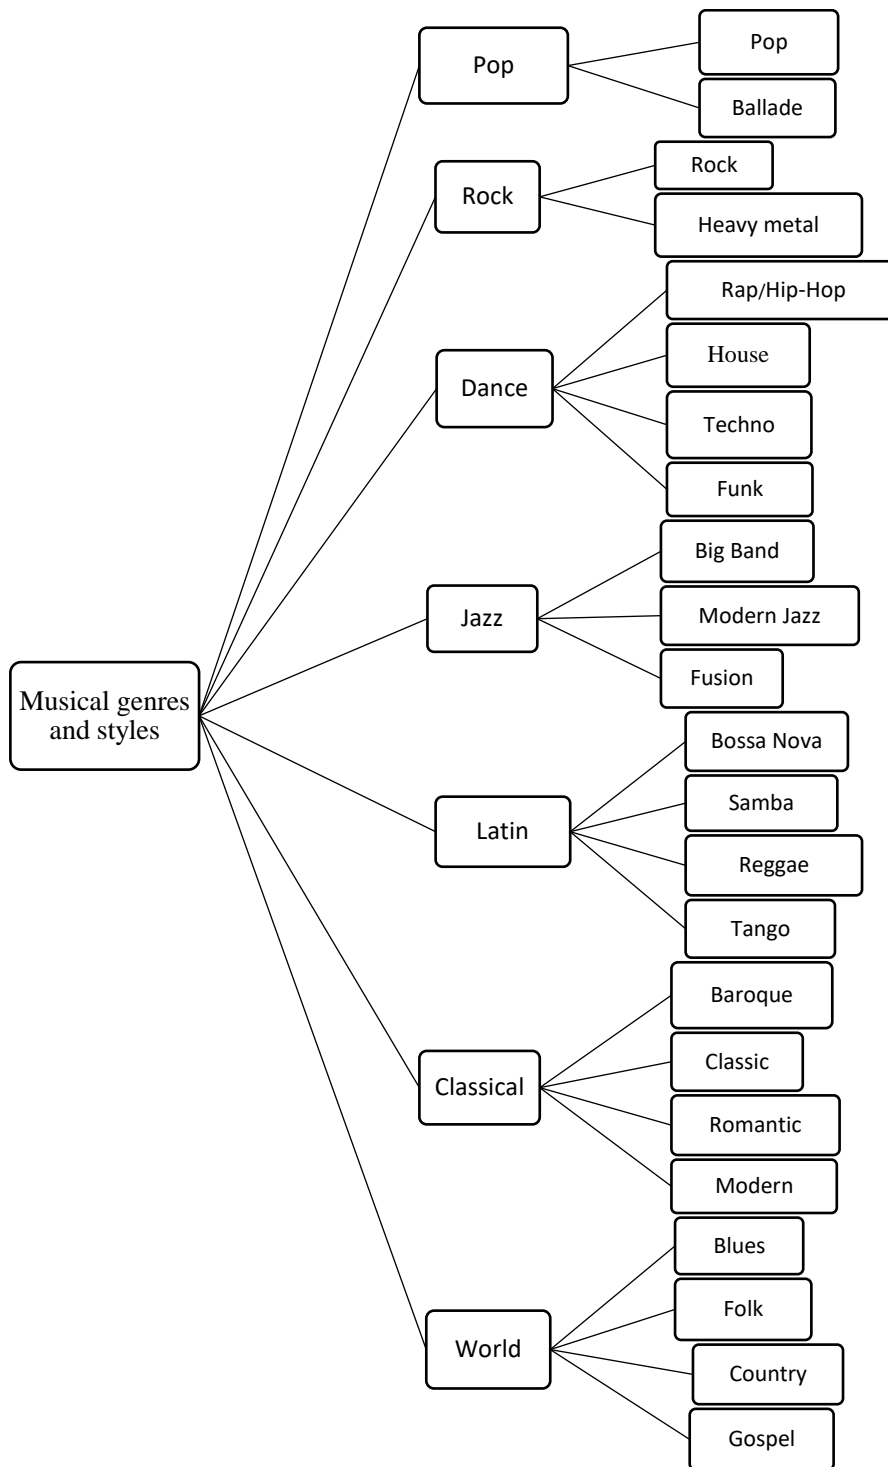 Musical genres
and styles
Pop
Pop
Ballade
Rock
Rock
Heavy metal
Dance
Rap/Hip-Hop
House
Techno
Funk
Jazz
Big Band
Modern Jazz
Fusion
Latin
Bossa Nova
Samba
Reggae
Tango
Classical
Baroque
Classic
Romantic
Modern
World
Blues
Folk
Country
Gospel